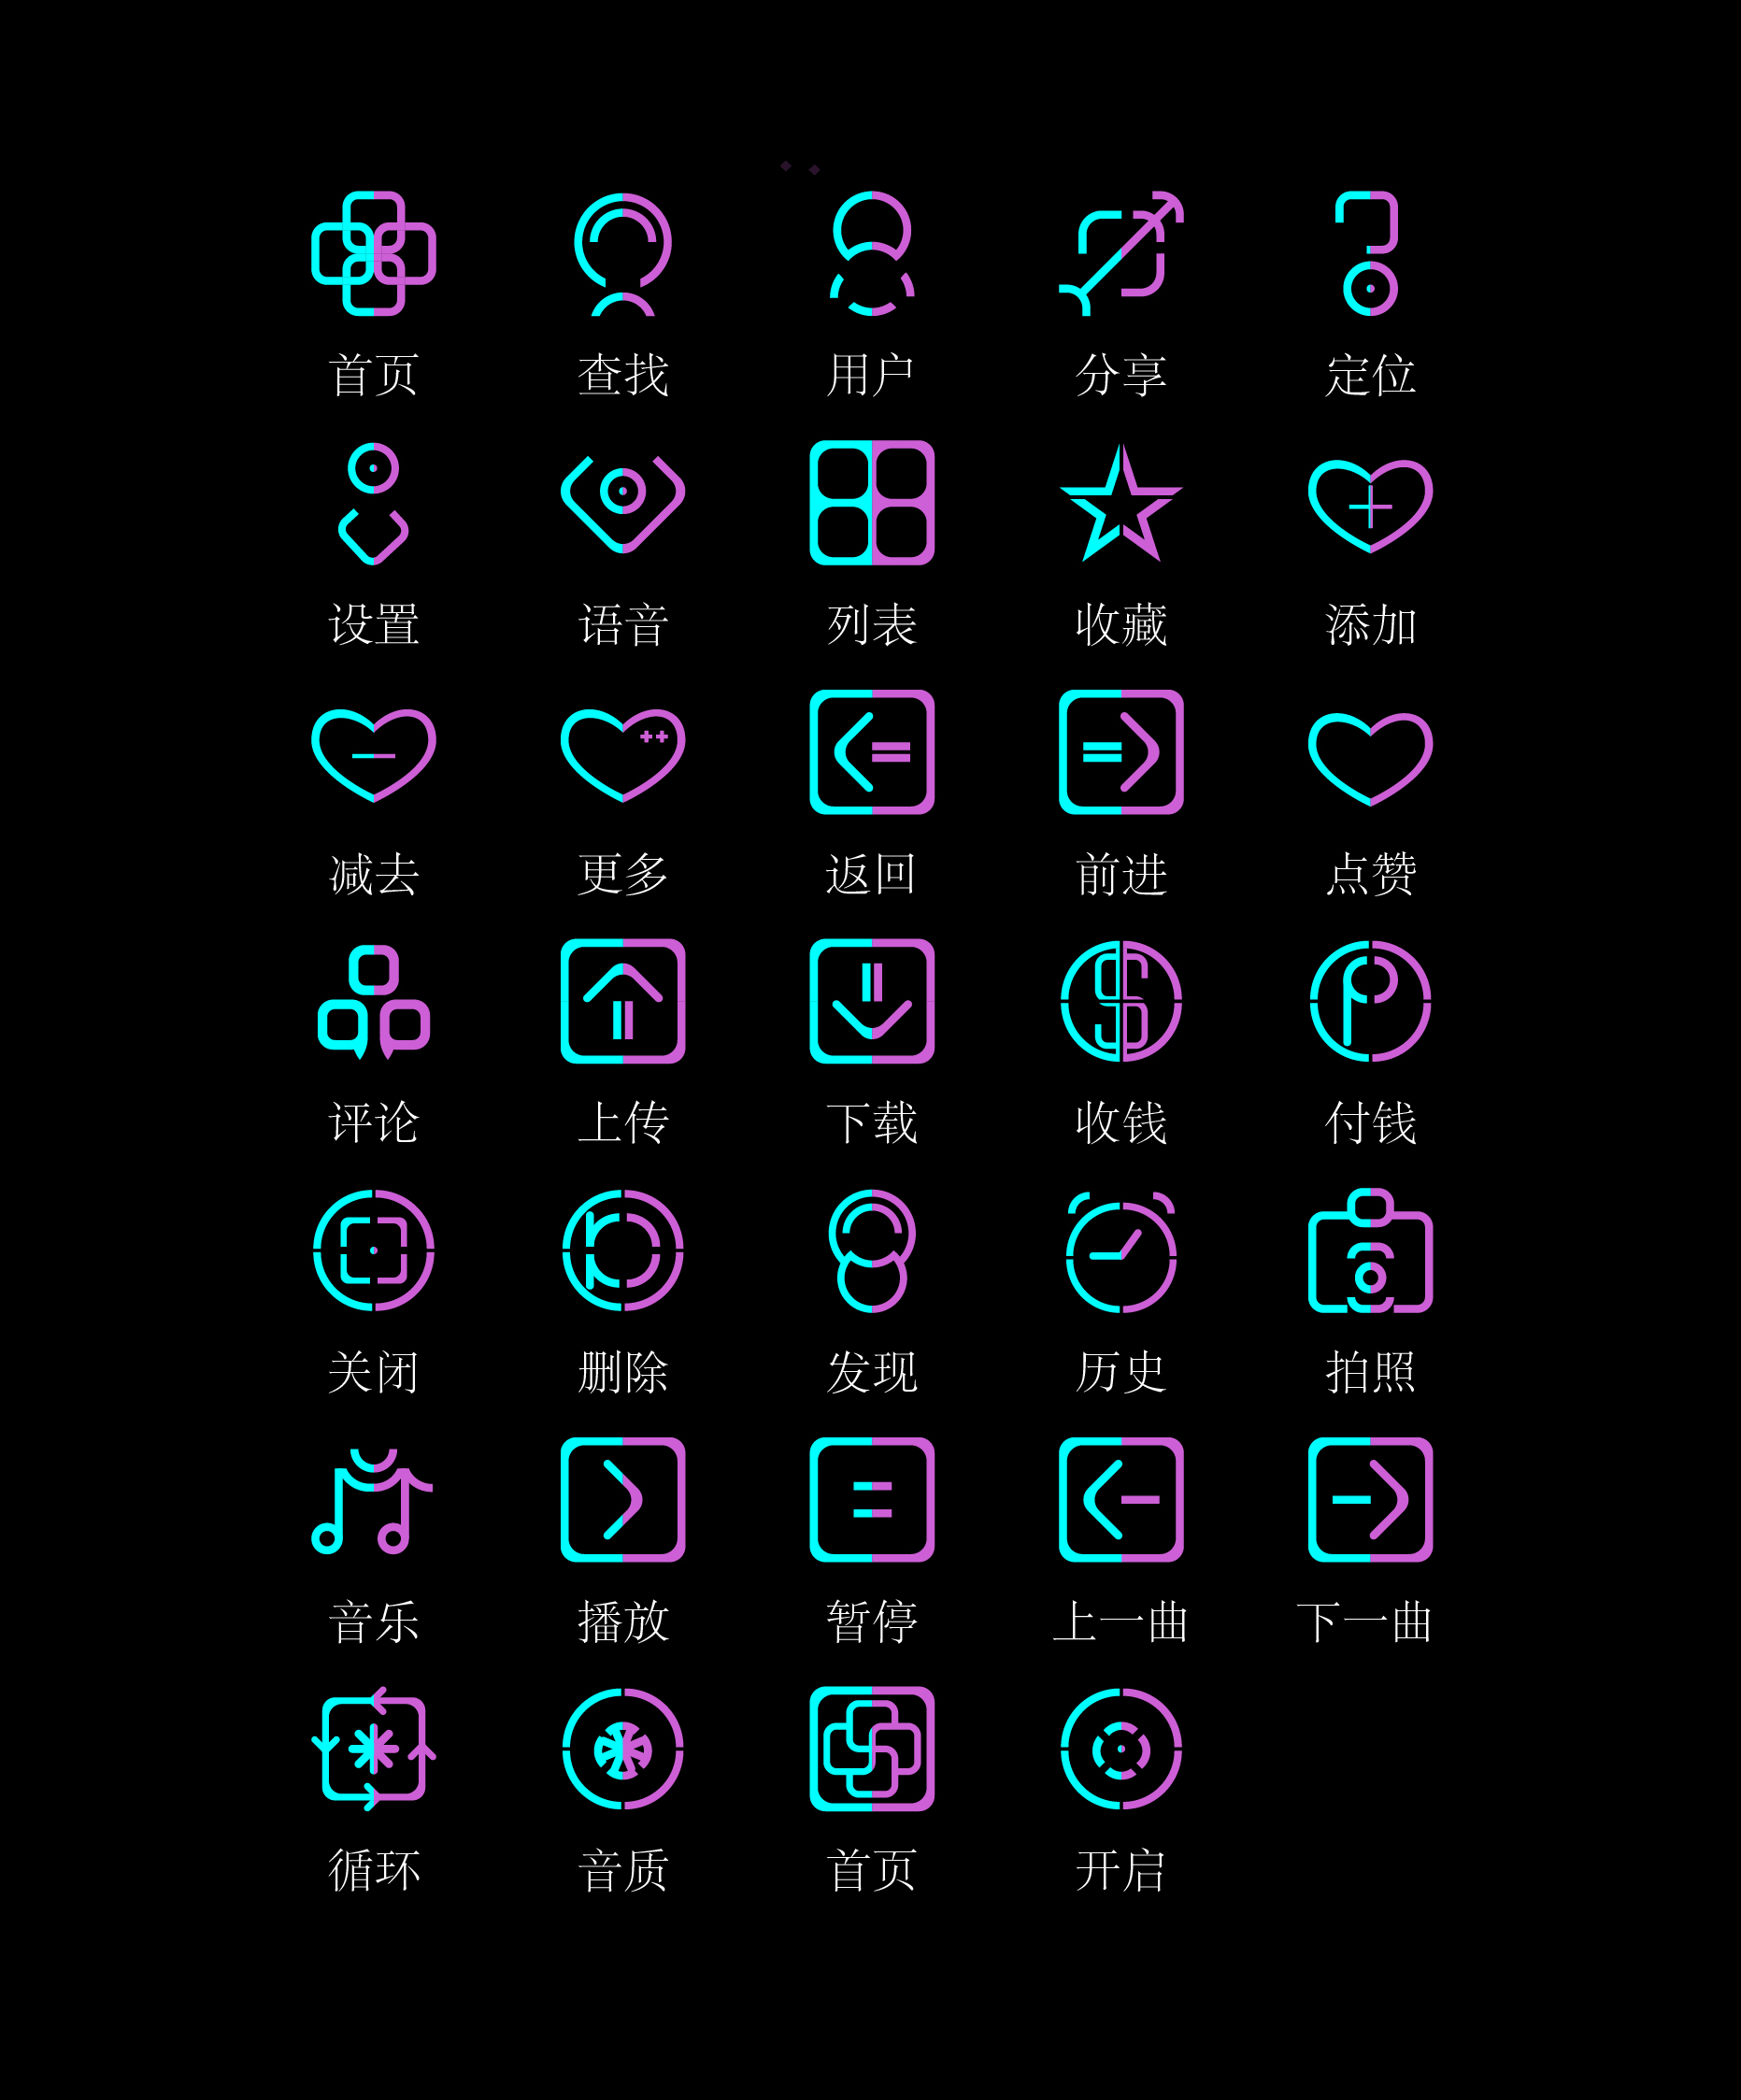 首页 查找 用户 分享 定位
设置 语音 列表 收藏 添加
减去 更多 返回 前进 点赞
评论 上传 下载 收钱 付钱
关闭 删除 发现 历史 拍照
音乐 播放 暂停 上一曲 下一曲
循环 音质 首页 开启